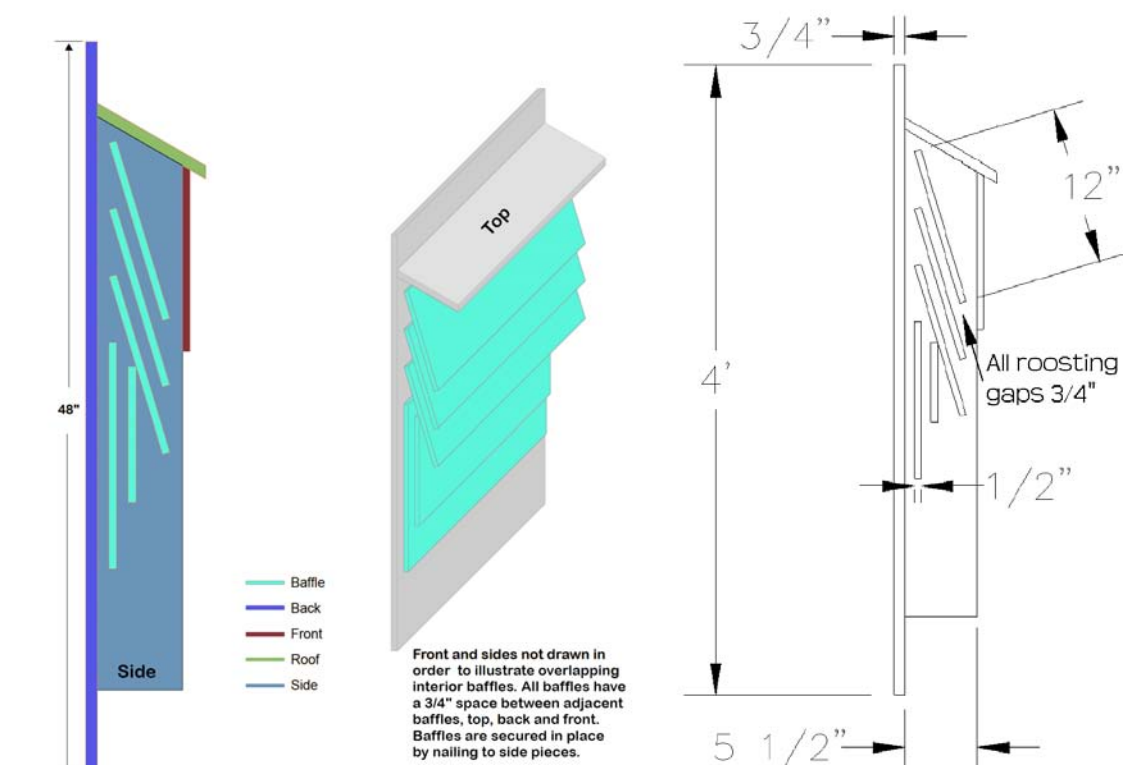 48"
Side
Baffle
Back
Front
Roof
Side
Top
Front and sides not drawn in
order to illustrate overlapping
interior baffles. All baffles have
a 3/4" space between adjacent
baffles, top, back and front.
Baffles are secured in place
by nailing to side pieces.
3/4"
12"
4'
All roosting
gaps 3/4"
1/2"
5 1/2"